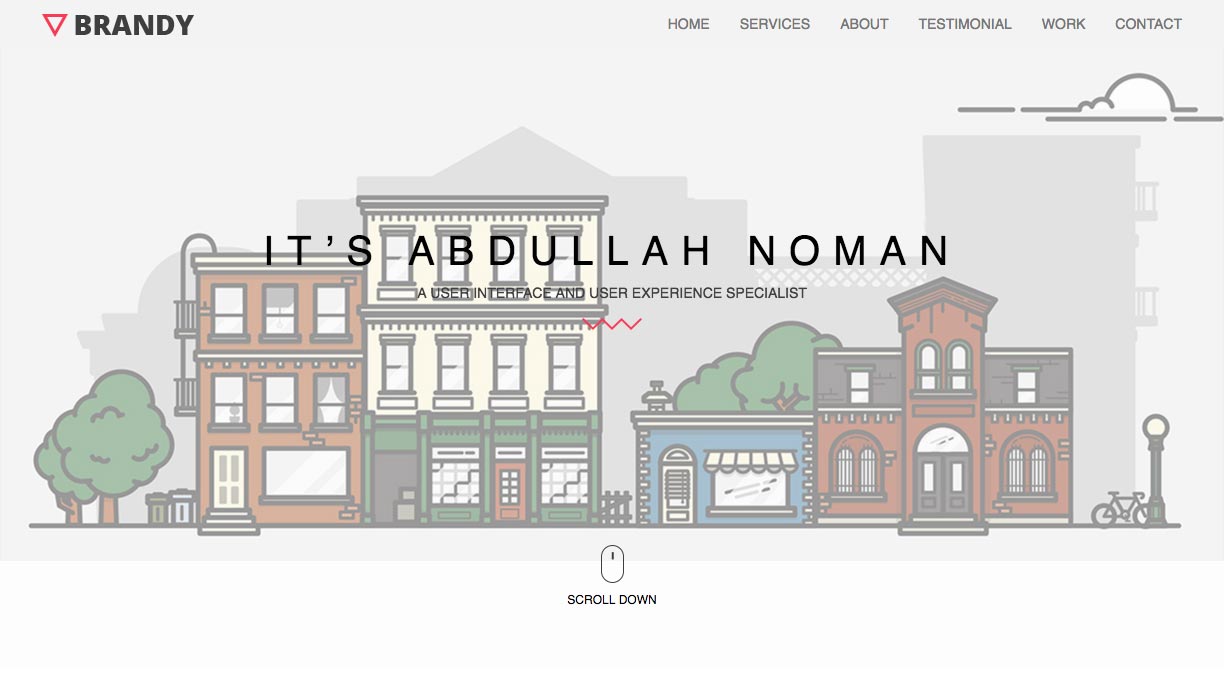 BRANDY
HOME SERVICES ABOUT TESTIMONIAL WORK CONTACT
IT’S ABDULLAH NOMAN
A USER INTERFACE AND USER EXPERIENCE SPECIALIST
SCROLL DOWN